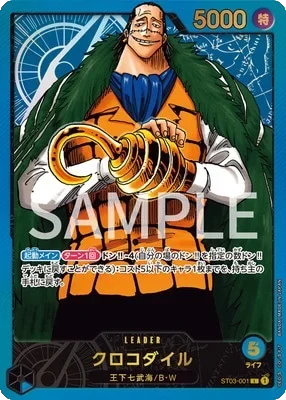 5000
特
SAMPLE
起動メイン ターン1回 ドン!!-4(自分の場のドン!!を指定の数ドン!!
デッキに戻すことができる):コスト5以下のキャラ1枚までを、持ち主の
手札に戻す。
LEADER
クロコダイル
王下七武海/B・W
5
ライフ
ST03-001 L